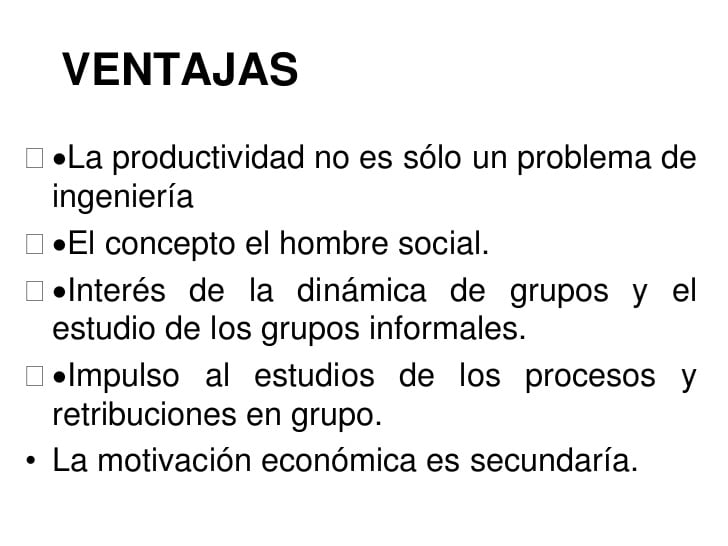 VENTAJAS
□ •La productividad no es sólo un problema de
ingeniería
□ •El concepto el hombre social.
□ •Interés de la dinámica de grupos y el
estudio de los grupos informales.
□ •Impulso al estudios de los procesos y
retribuciones en grupo.
• La motivación económica es secundaría.